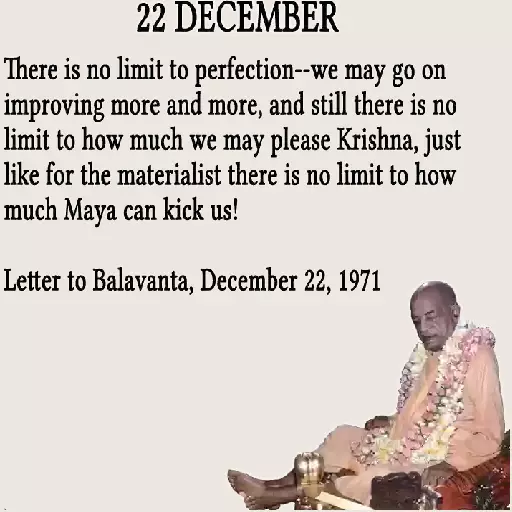 22 DECEMBER
There is no limit to perfection--we may go on
improving more and more, and still there is no
limit to how much we may please Krishna, just
like for the materialist there is no limit to how
much Maya can kick us!
Letter to Balavanta, December 22, 1971